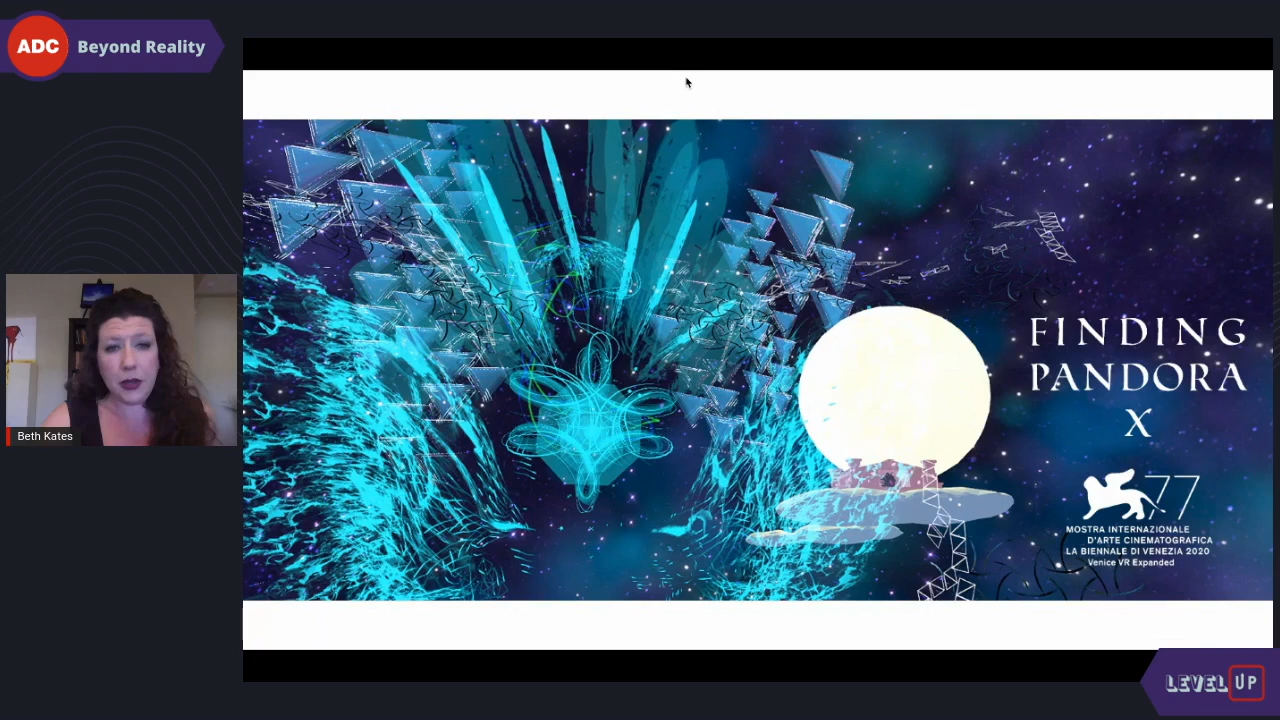 ADC
Beyond Reality
FINDING
PANDORA
X
77
MOSTRA INTERNAZIONALE
D'ARTE CINEMATOGRAFICA
LA BIENNALE DI VENEZIA 2020
Venice VR Expanded
Beth Kates
LEVEL UP